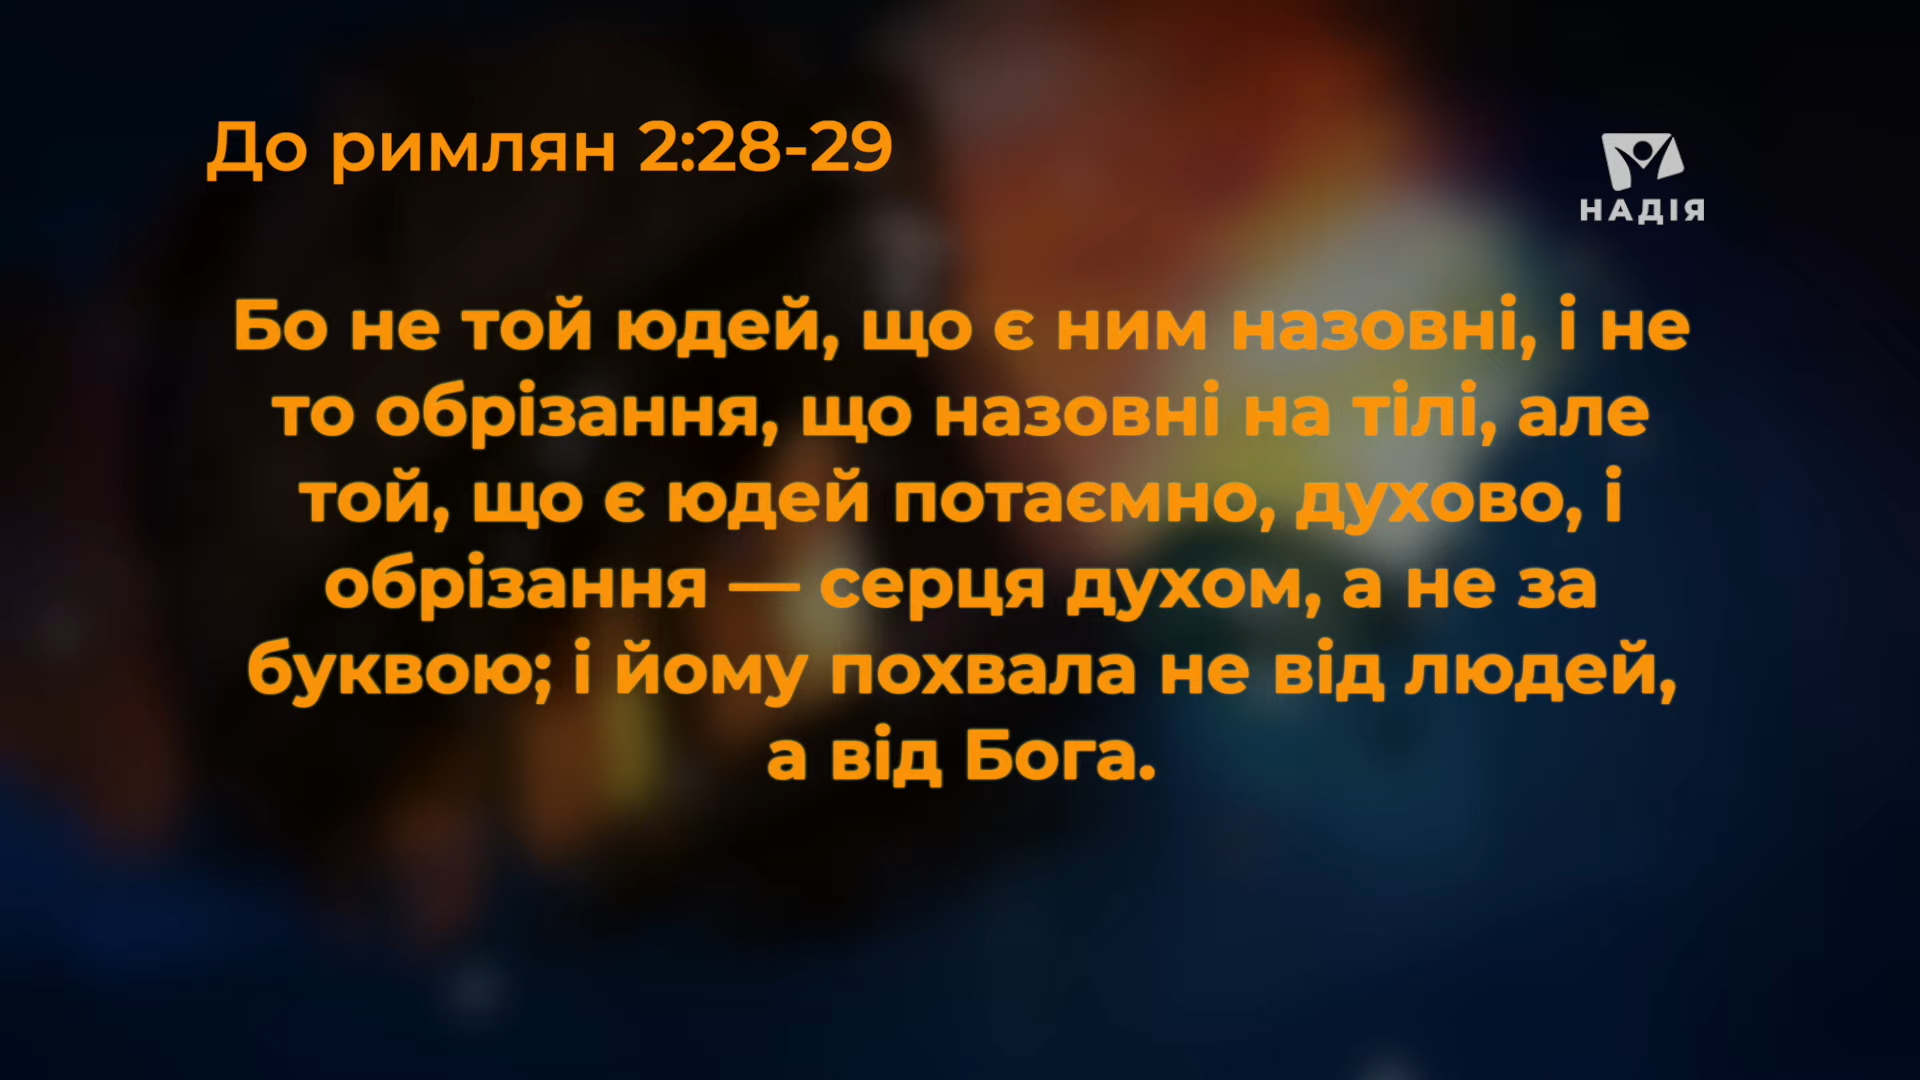 До римлян 2:28-29
НАДІЯ
Бо не той юдей, що є ним назовні, і не
то обрізання, що назовні на тілі, але
той, що є юдей потаємно, духово, і
обрізання — серця духом, а не за
буквою; і йому похвала не від людей,
а від Бога.